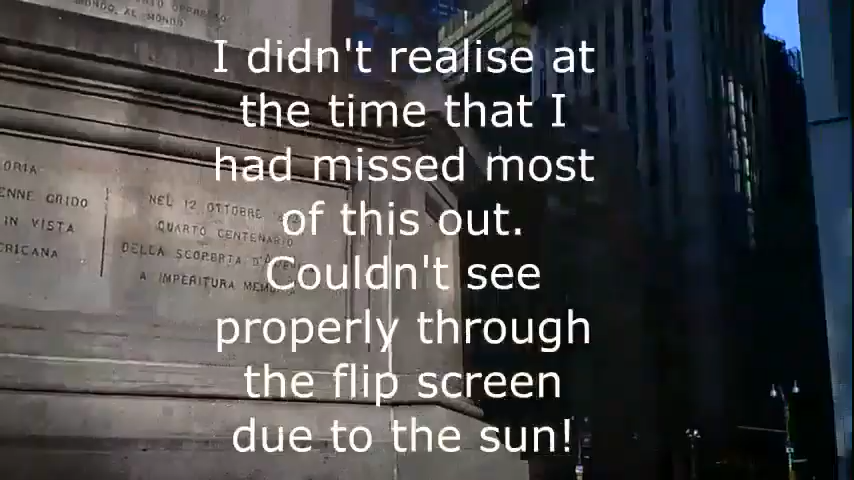 MONDO, AL MONDO
I didn't realise at
the time that I
had missed most
of this out.
Couldn't see
properly through
the flip screen
due to the sun!
ORIA
ENNE GRIDO
IN VISTA
RICANA
NEL 12 OTTOBRE
QUARTO CENTENARIO
DELLA SCOPERTA
A IMPERITURA